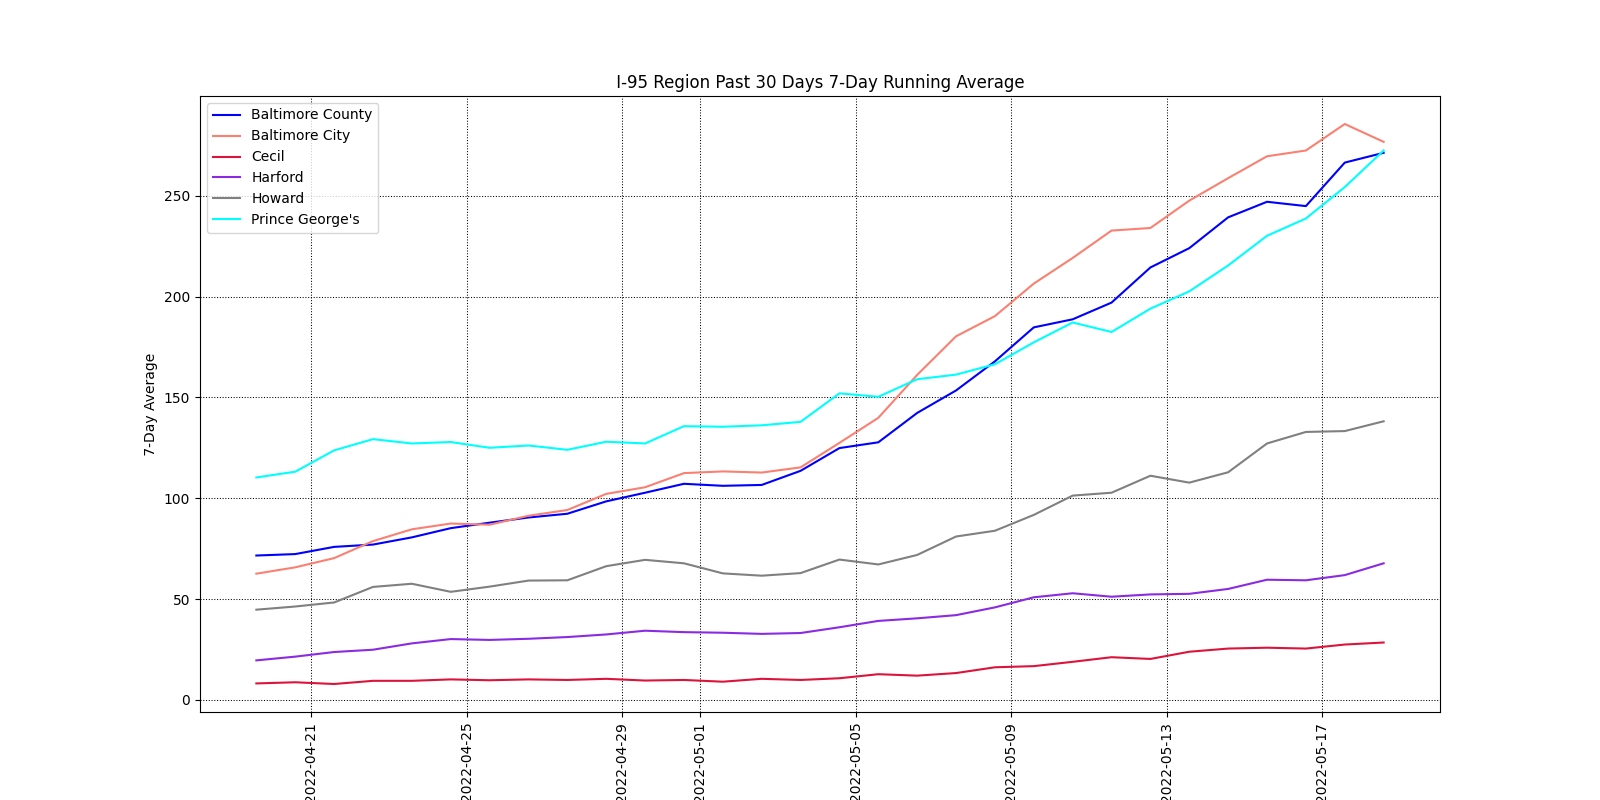 I-95 Region Past 30 Days 7-Day Running Average
Baltimore County
Baltimore City
Cecil
Harford
Howard
Prince George's
250
200
150
100
50
0
7-Day Average
2022-04-21
2022-04-25
2022-04-29
2022-05-01
2022-05-05
2022-05-09
2022-05-13
2022-05-17